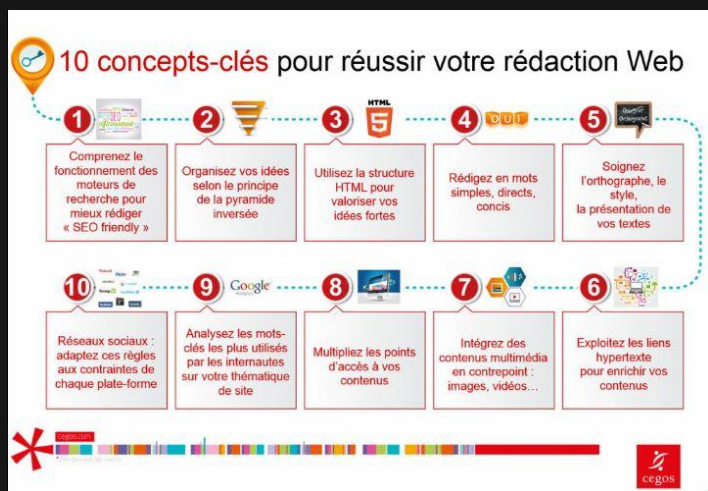 10 concepts-clés pour réussir votre rédaction Web
1
Comprenez le
fonctionnement des
moteurs de
recherche pour
mieux rédiger
« SEO friendly »
2
Organisez vos idées
selon le principe
de la pyramide
inversée
HTML
5
3
Utilisez la structure
HTML pour
valoriser vos
idées fortes
4
OUI
Rédigez en mots
simples, directs,
concis
5
Soignez
l'orthographe, le
style,
la présentation de
vos textes
10
Réseaux sociaux :
adaptez ces règles
aux contraintes de
chaque plate-forme
9
Google
Analysez les mots-
clés les plus utilisés
par les internautes
sur votre thématique
de site
8
Multipliez les points
d'accès à vos
contenus
7
Intégrez des
contenus multimédia
en contrepoint :
images, vidéos…
6
Exploitez les liens
hypertexte
pour enrichir vos
contenus
cegos.com
cegos